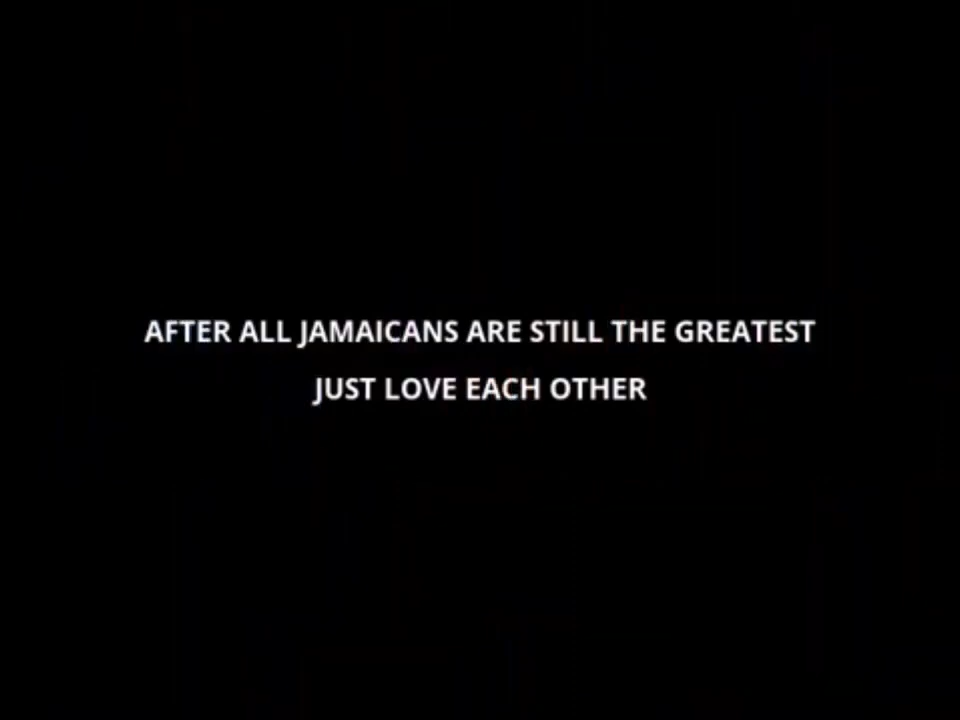 AFTER ALL JAMAICANS ARE STILL THE GREATEST
JUST LOVE EACH OTHER